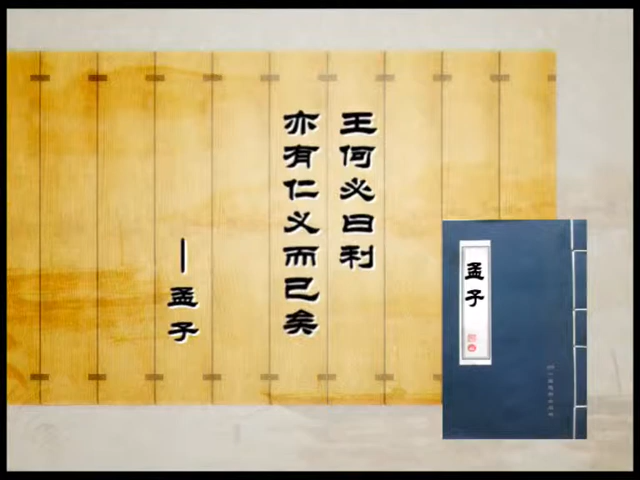 王何必曰利
亦有仁义而已矣
—孟子
孟子